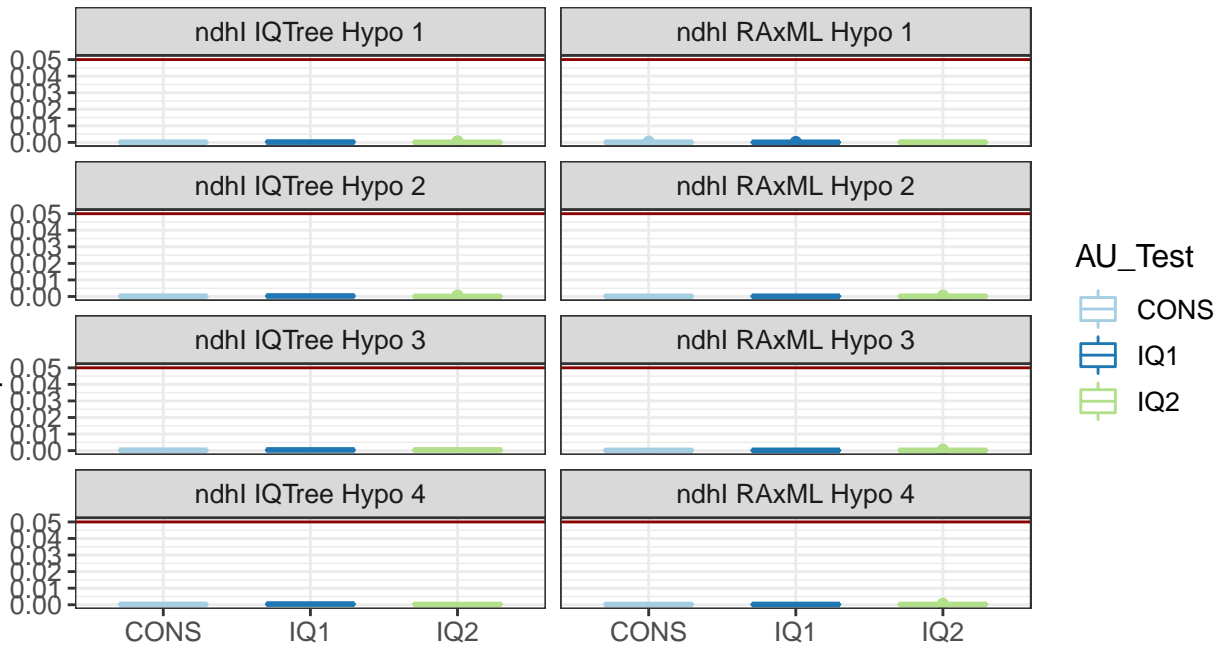 ndhI IQTree Hypo 1
ndhI RAxML Hypo 1
0.05
0.04
0.03
0.02
0.01
0.00
ndhI IQTree Hypo 2
ndhI RAxML Hypo 2
0.05
0.04
0.03
0.02
0.01
0.00
ndhI IQTree Hypo 3
ndhI RAxML Hypo 3
0.05
0.04
0.03
0.02
0.01
0.00
ndhI IQTree Hypo 4
ndhI RAxML Hypo 4
0.05
0.04
0.03
0.02
0.01
0.00
CONS IQ1 IQ2 CONS IQ1 IQ2
AU_Test
CONS
IQ1
IQ2